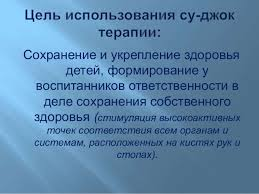 Цель использования су-джок
терапии:
Сохранение и укрепление здоровья
детей, формирование у
воспитанников ответственности в
деле сохранения собственного
здоровья (стимуляция высокоактивных
точек соответствия всем органам и
системам, расположенных на кистях рук и
стопах).